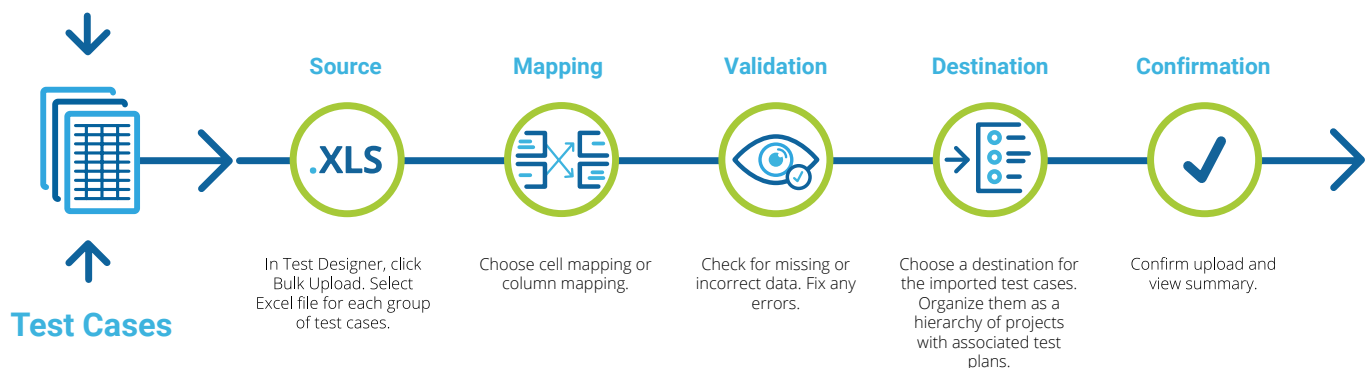 Source
Mapping
Validation
Destination
Confirmation
.XLS
In Test Designer, click
Bulk Upload. Select
Excel file for each group
of test cases.
Choose cell mapping or
column mapping.
Check for missing or
incorrect data. Fix any
errors.
Choose a destination for
the imported test cases.
Organize them as a
hierarchy of projects
with associated test
plans.
Confirm upload and
view summary.
Test Cases